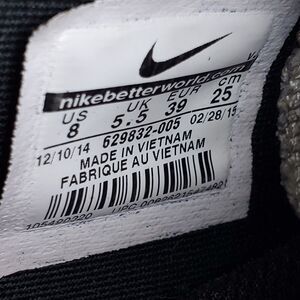 nikebetterworld.com
US UK EUR cm
8 5.5 39 25
12/10/14 629832-005 02/28/15
MADE IN VIETNAM
FABRIQUE AU VIETNAM
UPC